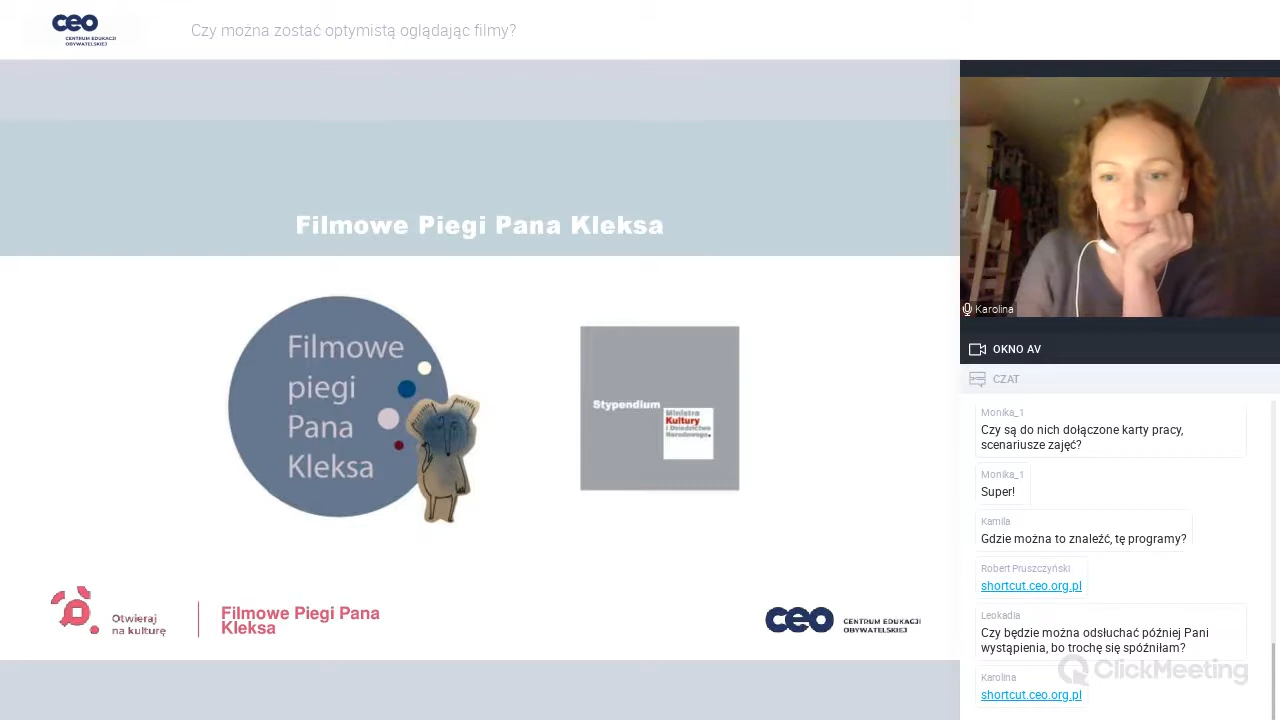 ceo
CENTRUM EDUKACJI
OBYWATELSKIEJ
Czy można zostać optymistą oglądając filmy?
Filmowe Piegi Pana Kleksa
Filmowe
piegi
Pana
Kleksa
Stypendium
Ministra
Kultury
i Dziedzictwa
Narodowego.
Otwieraj
na kulturę
Filmowe Piegi Pana
Kleksa
ceo
CENTRUM EDUKACJI
OBYWATELSKIEJ
Karolina
OKNO AV
CZAT
Monika_1
Czy są do nich dołączone karty pracy,
scenariusze zajęć?
Monika_1
Super!
Kamila
Gdzie można to znaleźć, tę programy?
Robert Pruszczyński
shortcut.ceo.org.pl
Leokadia
Czy będzie można odsłuchać później Pani
wystąpienia, bo trochę się spóźniłam?
Karolina
shortcut.ceo.org.pl
ClickMeeting